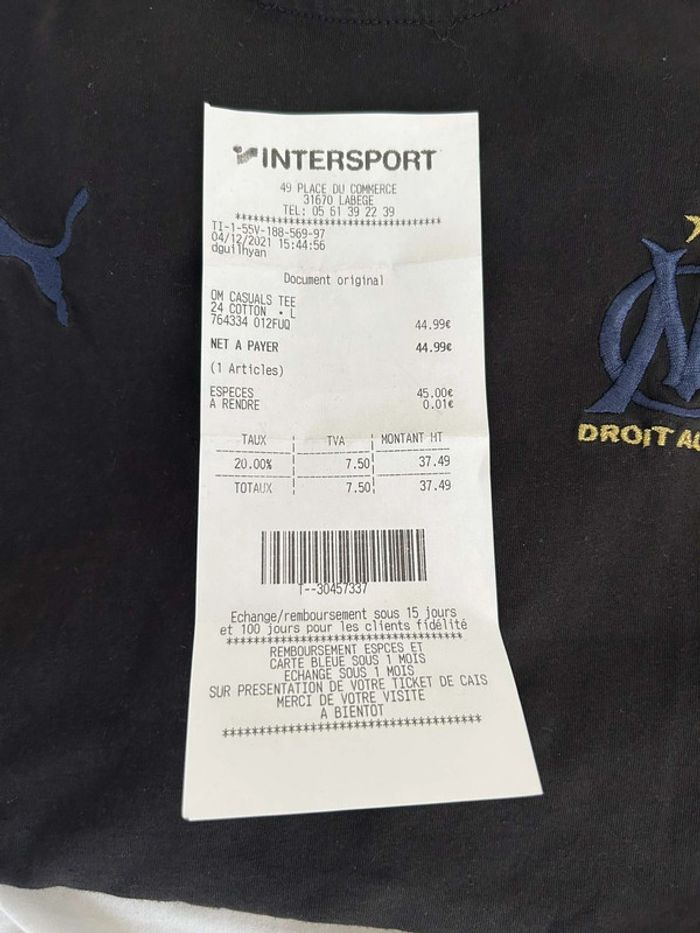 INTERSPORT
49 PLACE DU COMMERCE
31670 LABEGE
TEL: 05 61 39 22 39
****************************************
TI-1-55V-188-569-97
04/12/2021 15:44:56
dguilhyan
Document original
OM CASUALS TEE
24 COTTON • L
764334 012FUQ 44.99€
NET A PAYER 44.99€
(1 Articles)
ESPECES 45.00€
A RENDRE 0.01€
TAUX TVA MONTANT HT
20.00% 7.50 37.49
TOTAUX 7.50 37.49
T--30457337
Echange/remboursement sous 15 jours
et 100 jours pour les clients fidélité
****************************************
REMBOURSEMENT ESPCES ET
CARTE BLEUE SOUS 1 MOIS
ECHANGE SOUS 1 MOIS
SUR PRESENTATION DE VOTRE TICKET DE CAIS
MERCI DE VOTRE VISITE
A BIENTOT
****************************************
DROIT AU